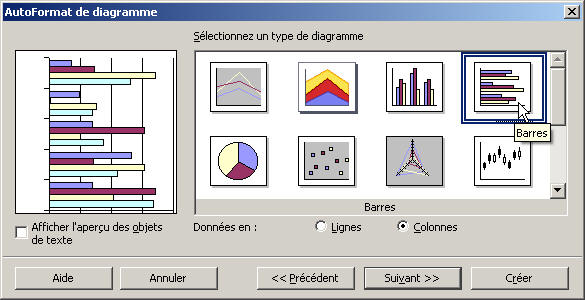 AutoFormat de diagramme
Sélectionnez un type de diagramme
Barres
Barres
Afficher l'aperçu des objets
de texte
Données en :
Lignes
Colonnes
Aide
Annuler
<< Précédent
Suivant >>
Créer